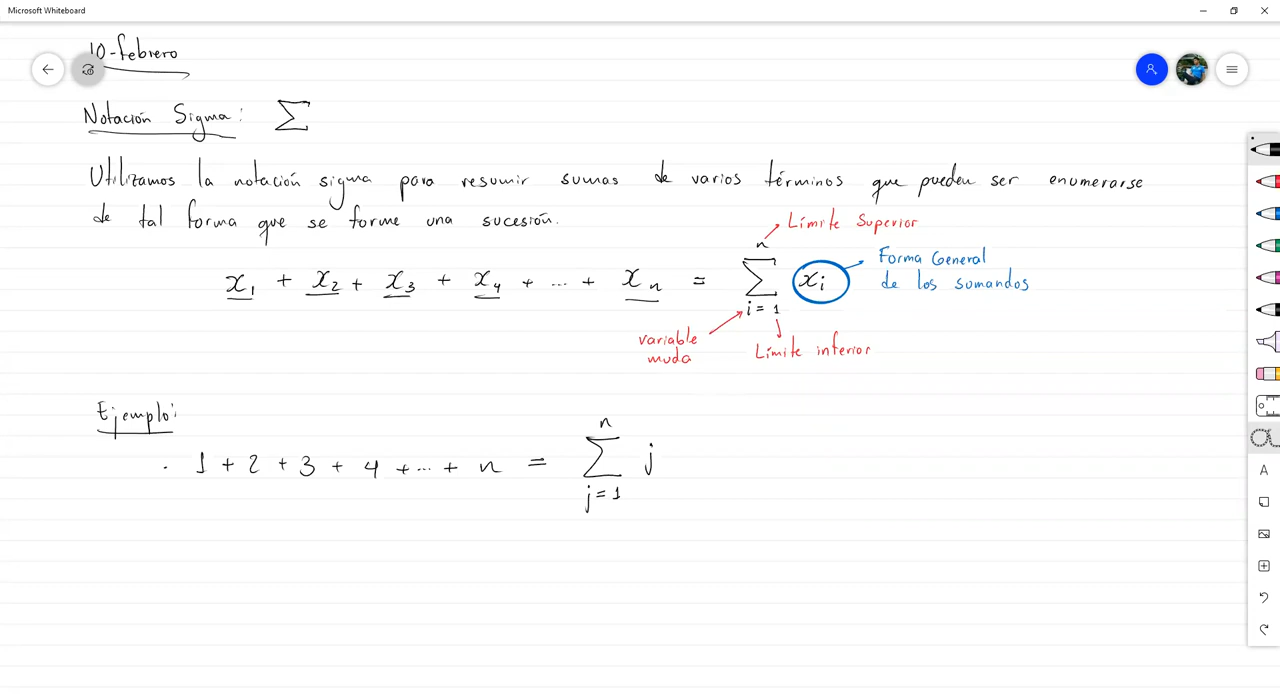 Microsoft Whiteboard
10-febrero
Notación Sigma: ∑
Utilizamos la notación sigma para resumir sumas de varios términos que pueden ser enumerarse
de tal forma que se forme una sucesión.
Límite Superior
n
x₁ + x₂ + x₃ + x₄ + ... + xₙ = ∑ xᵢ
Forma General
de los sumandos
i = 1
variable
muda
Límite inferior
Ejemplo:
n
. 1 + 2 + 3 + 4 + ... + n = ∑ j
j = 1
A